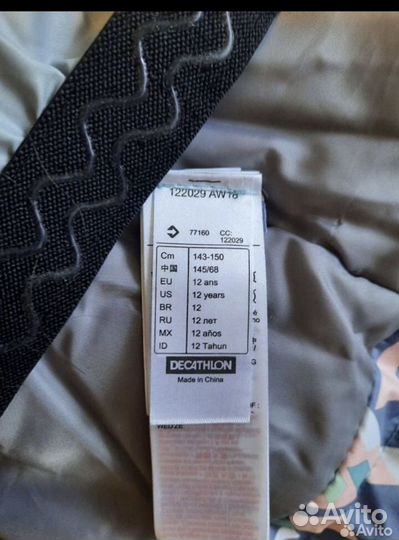 122029 AW18
77160 CC:
122029
Cm 143-150
中国 145/68
EU 12 ans
US 12 years
BR 12
RU 12 лет
MX 12 años
ID 12 Tahun
DECATHLON
Made in China
WEDZE
Avito
Avito